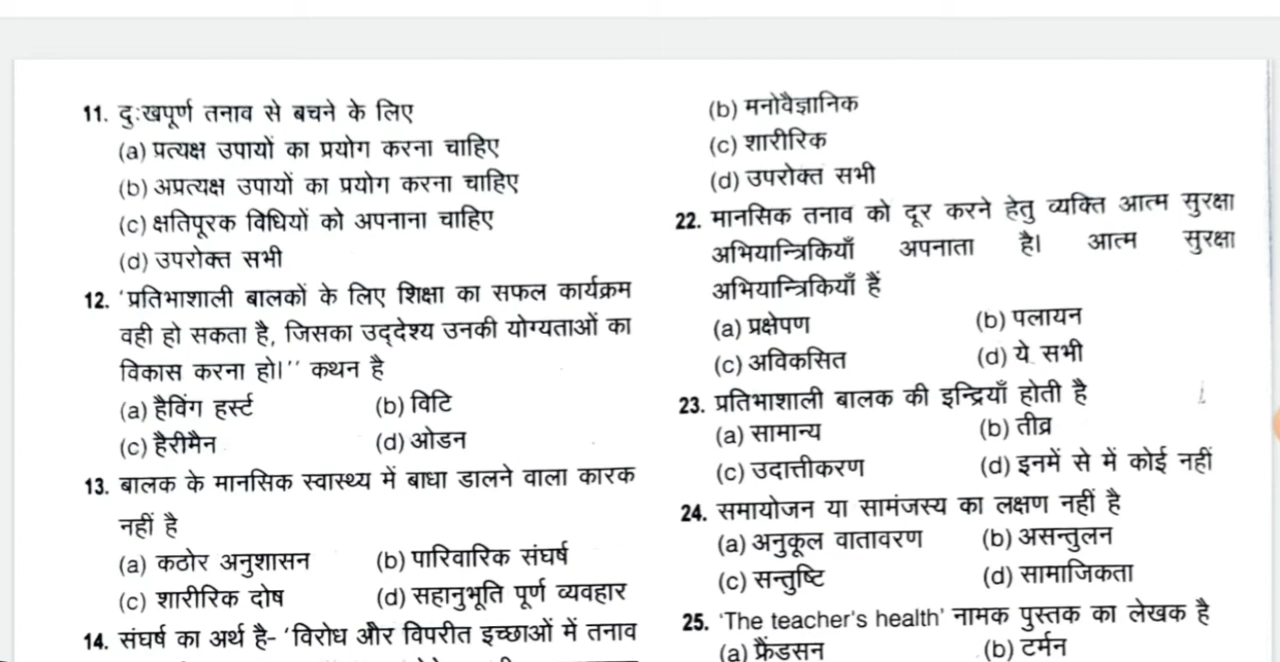 11. दुःखपूर्ण तनाव से बचने के लिए
(a) प्रत्यक्ष उपायों का प्रयोग करना चाहिए
(b) अप्रत्यक्ष उपायों का प्रयोग करना चाहिए
(c) क्षतिपूरक विधियों को अपनाना चाहिए
(d) उपरोक्त सभी
12. ‘प्रतिभाशाली बालकों के लिए शिक्षा का सफल कार्यक्रम
वही हो सकता है, जिसका उद्देश्य उनकी योग्यताओं का
विकास करना हो।’’ कथन है
(a) हैविंग हर्स्ट (b) विटि
(c) हैरीमैन (d) ओडन
13. बालक के मानसिक स्वास्थ्य में बाधा डालने वाला कारक
नहीं है
(a) कठोर अनुशासन (b) पारिवारिक संघर्ष
(c) शारीरिक दोष (d) सहानुभूति पूर्ण व्यवहार
14. संघर्ष का अर्थ है- ‘विरोध और विपरीत इच्छाओं में तनाव
(b) मनोवैज्ञानिक
(c) शारीरिक
(d) उपरोक्त सभी
22. मानसिक तनाव को दूर करने हेतु व्यक्ति आत्म सुरक्षा
अभियान्त्रिकियाँ अपनाता है। आत्म सुरक्षा
अभियान्त्रिकियाँ हैं
(a) प्रक्षेपण (b) पलायन
(c) अविकसित (d) ये सभी
23. प्रतिभाशाली बालक की इन्द्रियाँ होती है
(a) सामान्य (b) तीव्र
(c) उदात्तीकरण (d) इनमें से में कोई नहीं
24. समायोजन या सामंजस्य का लक्षण नहीं है
(a) अनुकूल वातावरण (b) असन्तुलन
(c) सन्तुष्टि (d) सामाजिकता
25. ‘The teacher's health’ नामक पुस्तक का लेखक है
(a) फ्रैंडसन (b) टर्मन